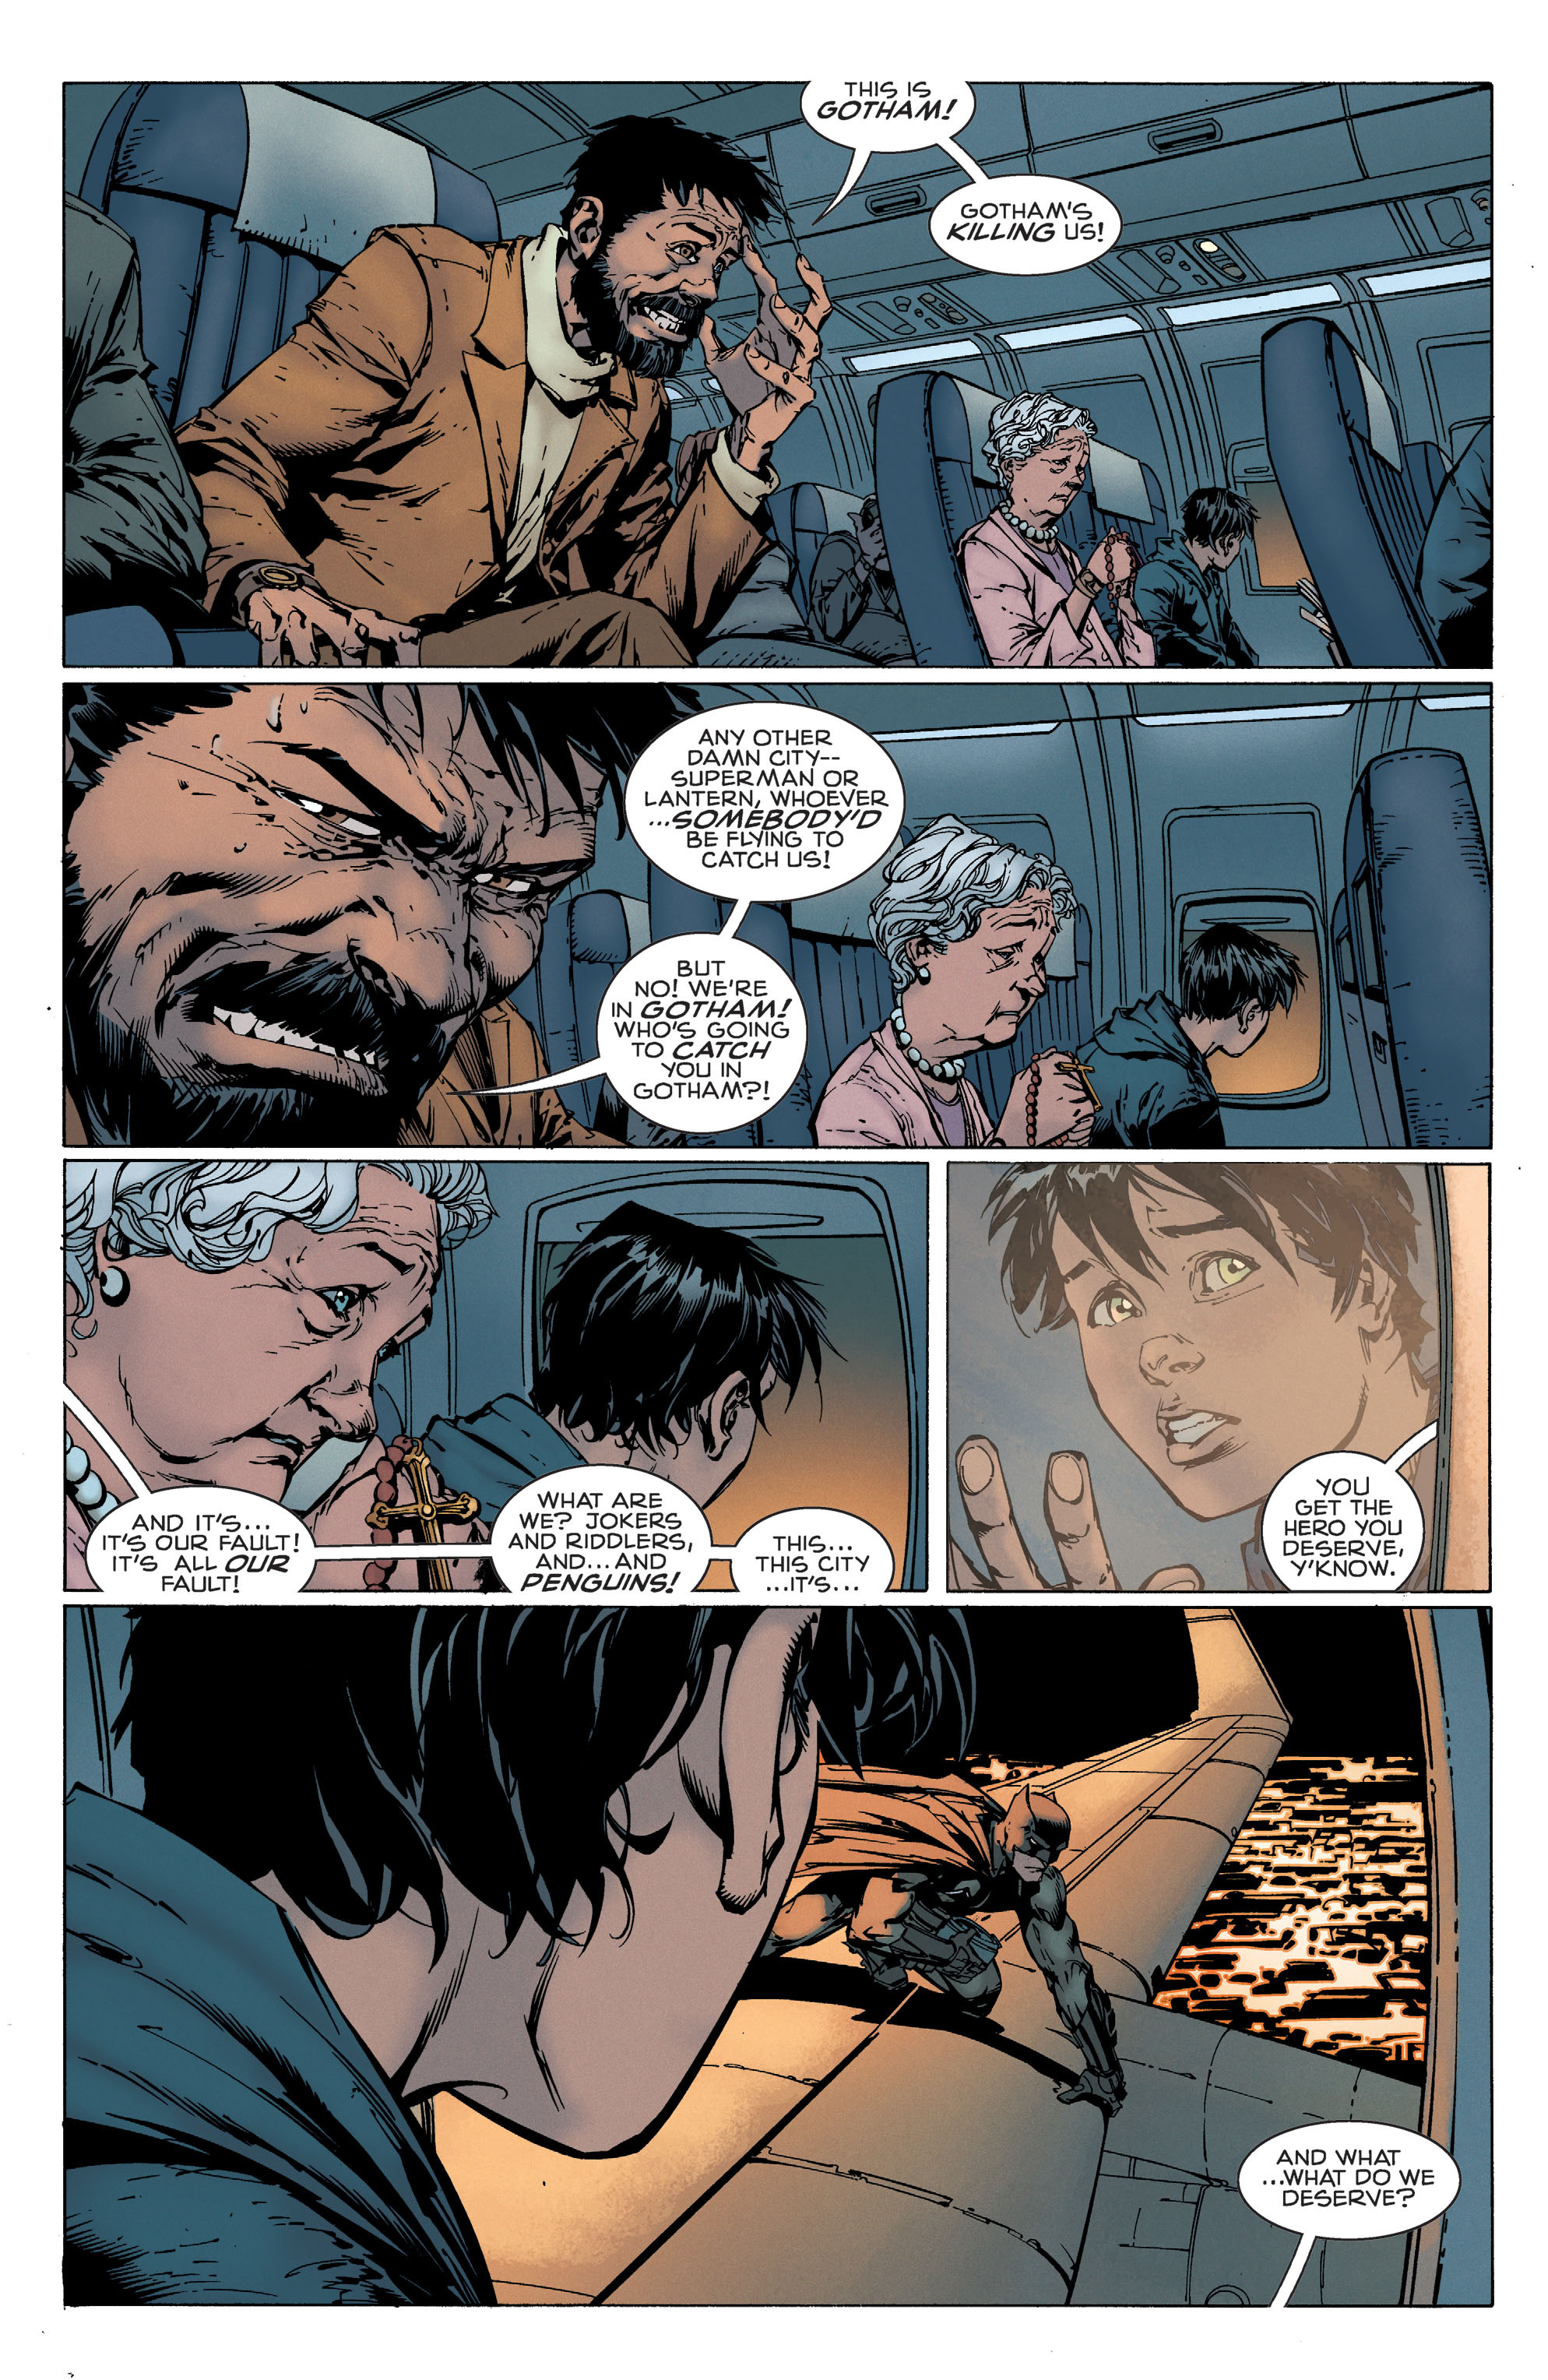 THIS IS
GOTHAM!
GOTHAM'S
KILLING US!
ANY OTHER
DAMN CITY--
SUPERMAN OR
LANTERN, WHOEVER
...SOMEBODY'D
BE FLYING TO
CATCH US!
BUT
NO! WE'RE
IN GOTHAM!
WHO'S GOING
TO CATCH
YOU IN
GOTHAM?!
AND IT'S...
IT'S OUR FAULT!
IT'S ALL OUR
FAULT!
WHAT ARE
WE? JOKERS
AND RIDDLERS,
AND...AND
PENGUINS!
THIS...
THIS CITY
...IT'S...
YOU
GET THE
HERO YOU
DESERVE,
Y'KNOW.
AND WHAT
...WHAT DO WE
DESERVE?